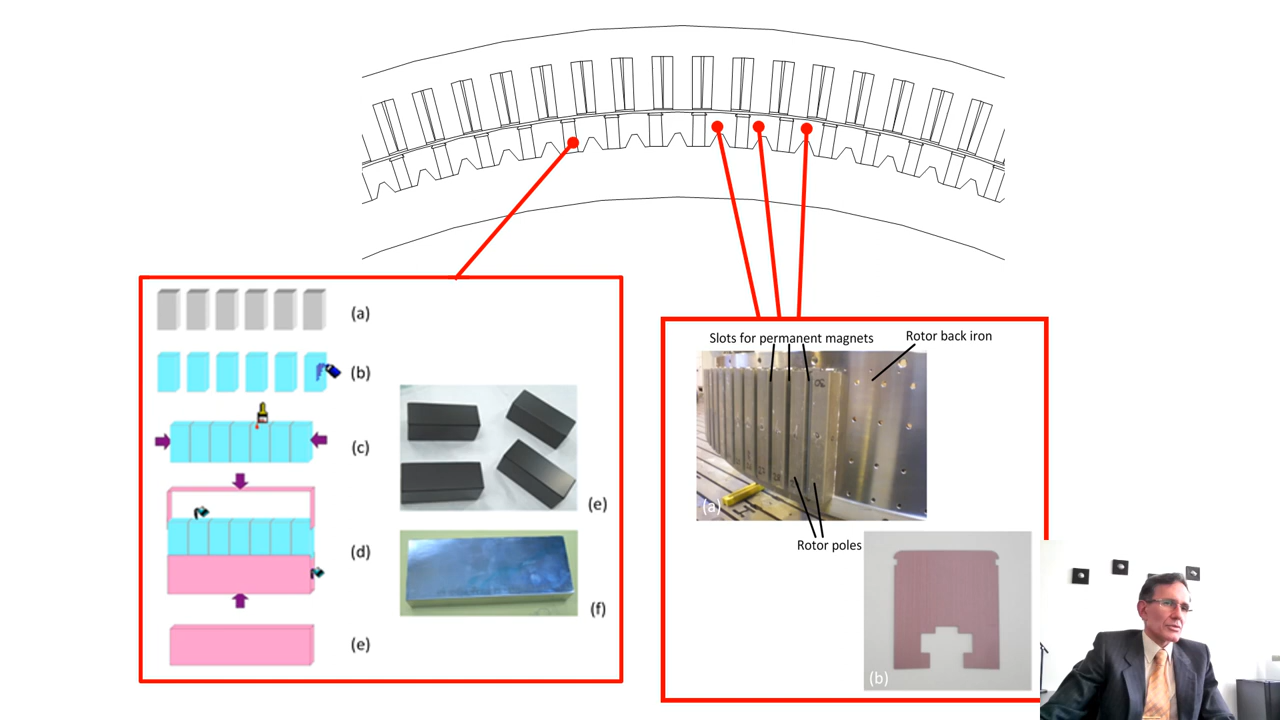 (a)
(b)
(c)
(d)
(e)
(e)
(f)
Slots for permanent magnets
Rotor back iron
(a)
Rotor poles
(b)